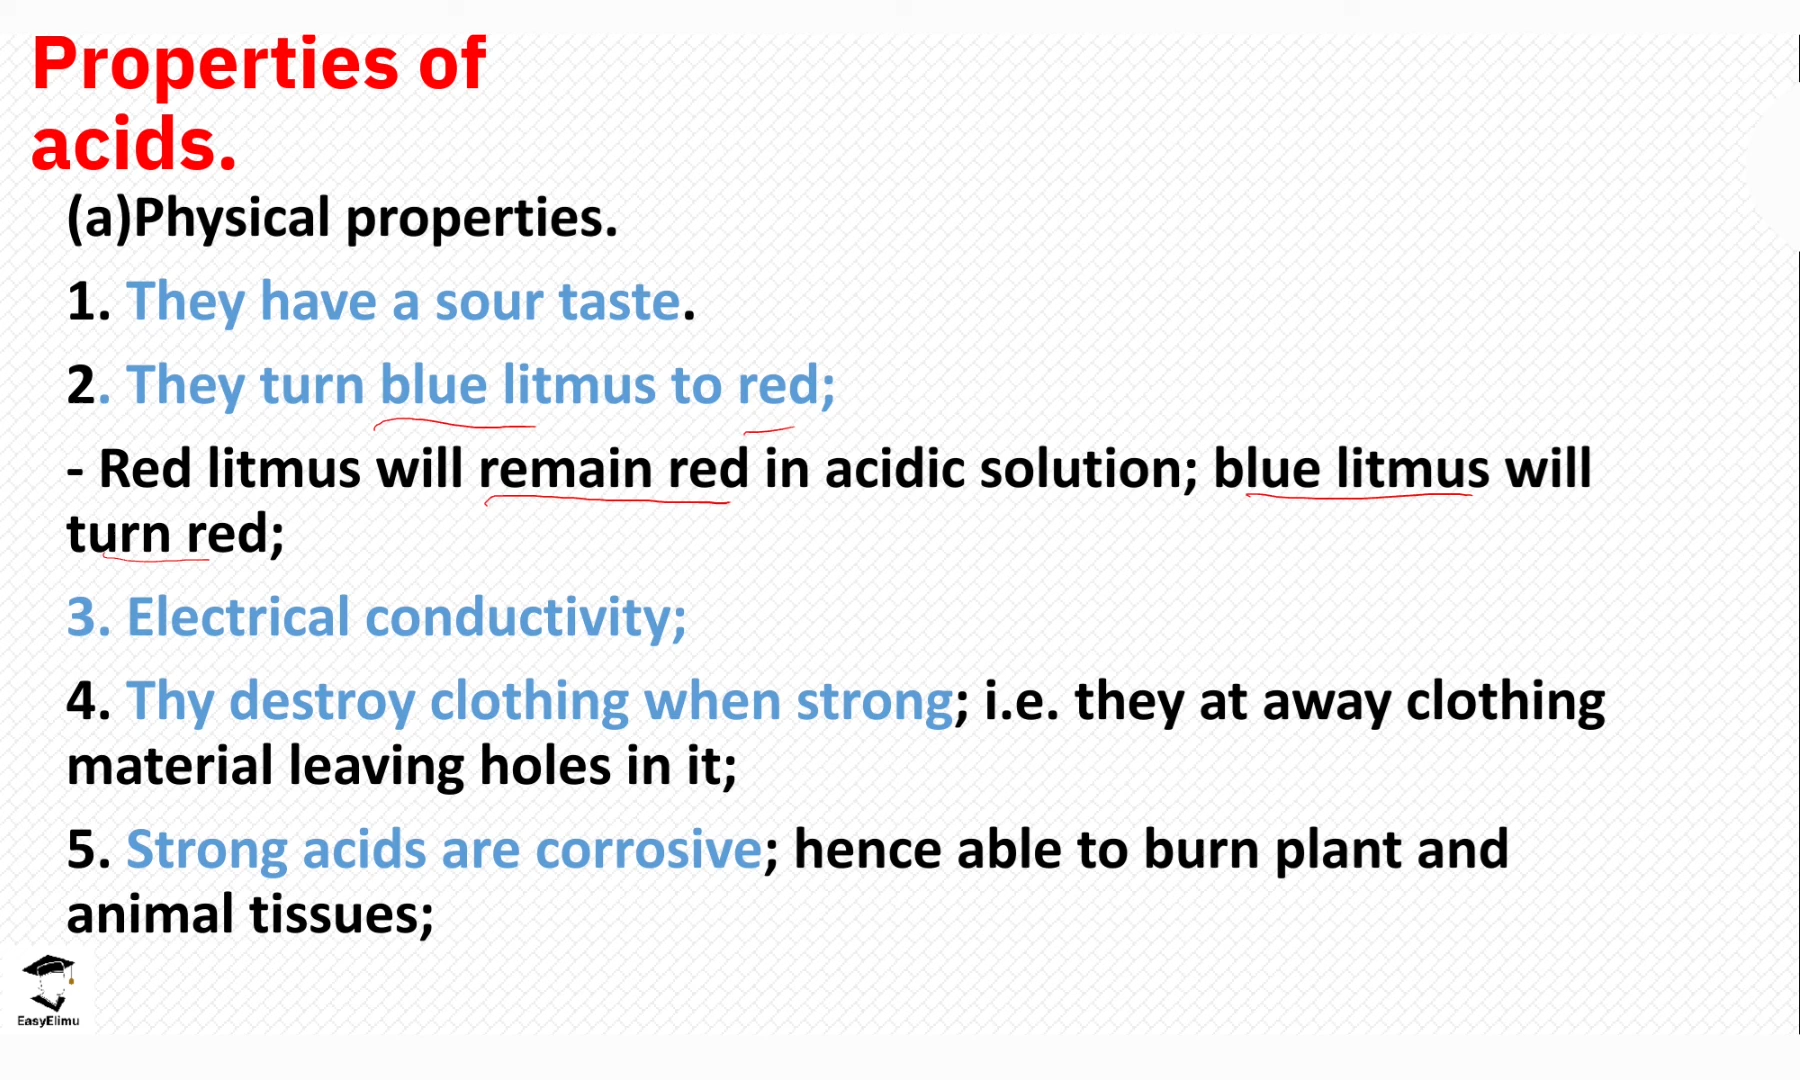 Properties of
acids.
(a)Physical properties.
1. They have a sour taste.
2. They turn blue litmus to red;
- Red litmus will remain red in acidic solution; blue litmus will
turn red;
3. Electrical conductivity;
4. Thy destroy clothing when strong; i.e. they at away clothing
material leaving holes in it;
5. Strong acids are corrosive; hence able to burn plant and
animal tissues;
EasyElimu